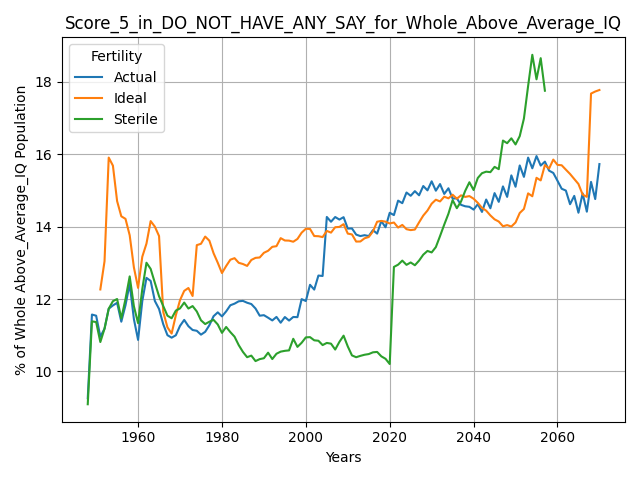 Score_5_in_DO_NOT_HAVE_ANY_SAY_for_Whole_Above_Average_IQ
Fertility
Actual
Ideal
Sterile
% of Whole Above_Average_IQ Population
18
16
14
12
10
1960
1980
2000
2020
2040
2060
Years